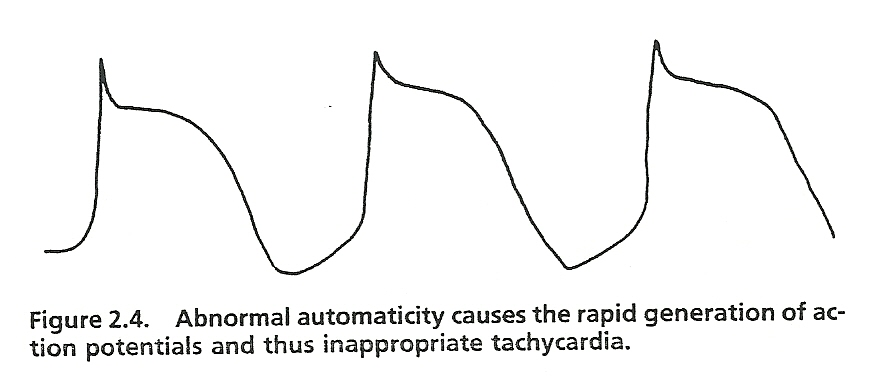 Figure 2.4. Abnormal automaticity causes the rapid generation of ac-
tion potentials and thus inappropriate tachycardia.